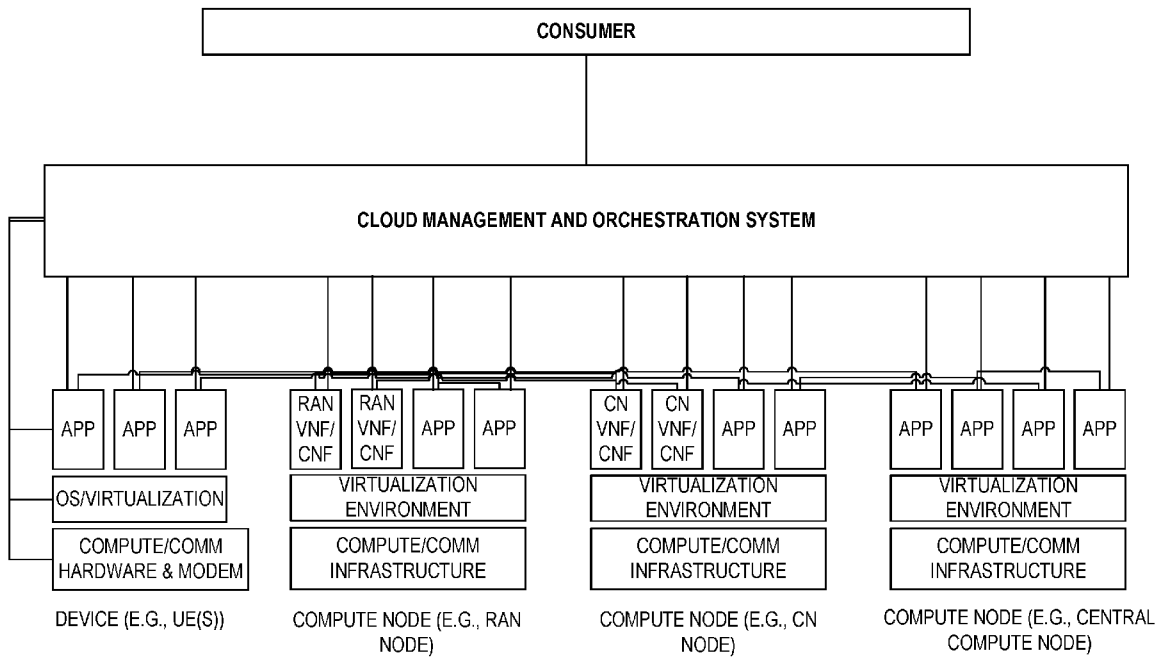 CONSUMER
CLOUD MANAGEMENT AND ORCHESTRATION SYSTEM
APP
APP
APP
OS/VIRTUALIZATION
COMPUTE/COMM
HARDWARE & MODEM
DEVICE (E.G., UE(S))
RAN
VNF/
CNF
RAN
VNF/
CNF
APP
APP
VIRTUALIZATION
ENVIRONMENT
COMPUTE/COMM
INFRASTRUCTURE
COMPUTE NODE (E.G., RAN
NODE)
CN
VNF/
CNF
CN
VNF/
CNF
APP
APP
VIRTUALIZATION
ENVIRONMENT
COMPUTE/COMM
INFRASTRUCTURE
COMPUTE NODE (E.G., CN
NODE)
APP
APP
APP
APP
VIRTUALIZATION
ENVIRONMENT
COMPUTE/COMM
INFRASTRUCTURE
COMPUTE NODE (E.G., CENTRAL
COMPUTE NODE)